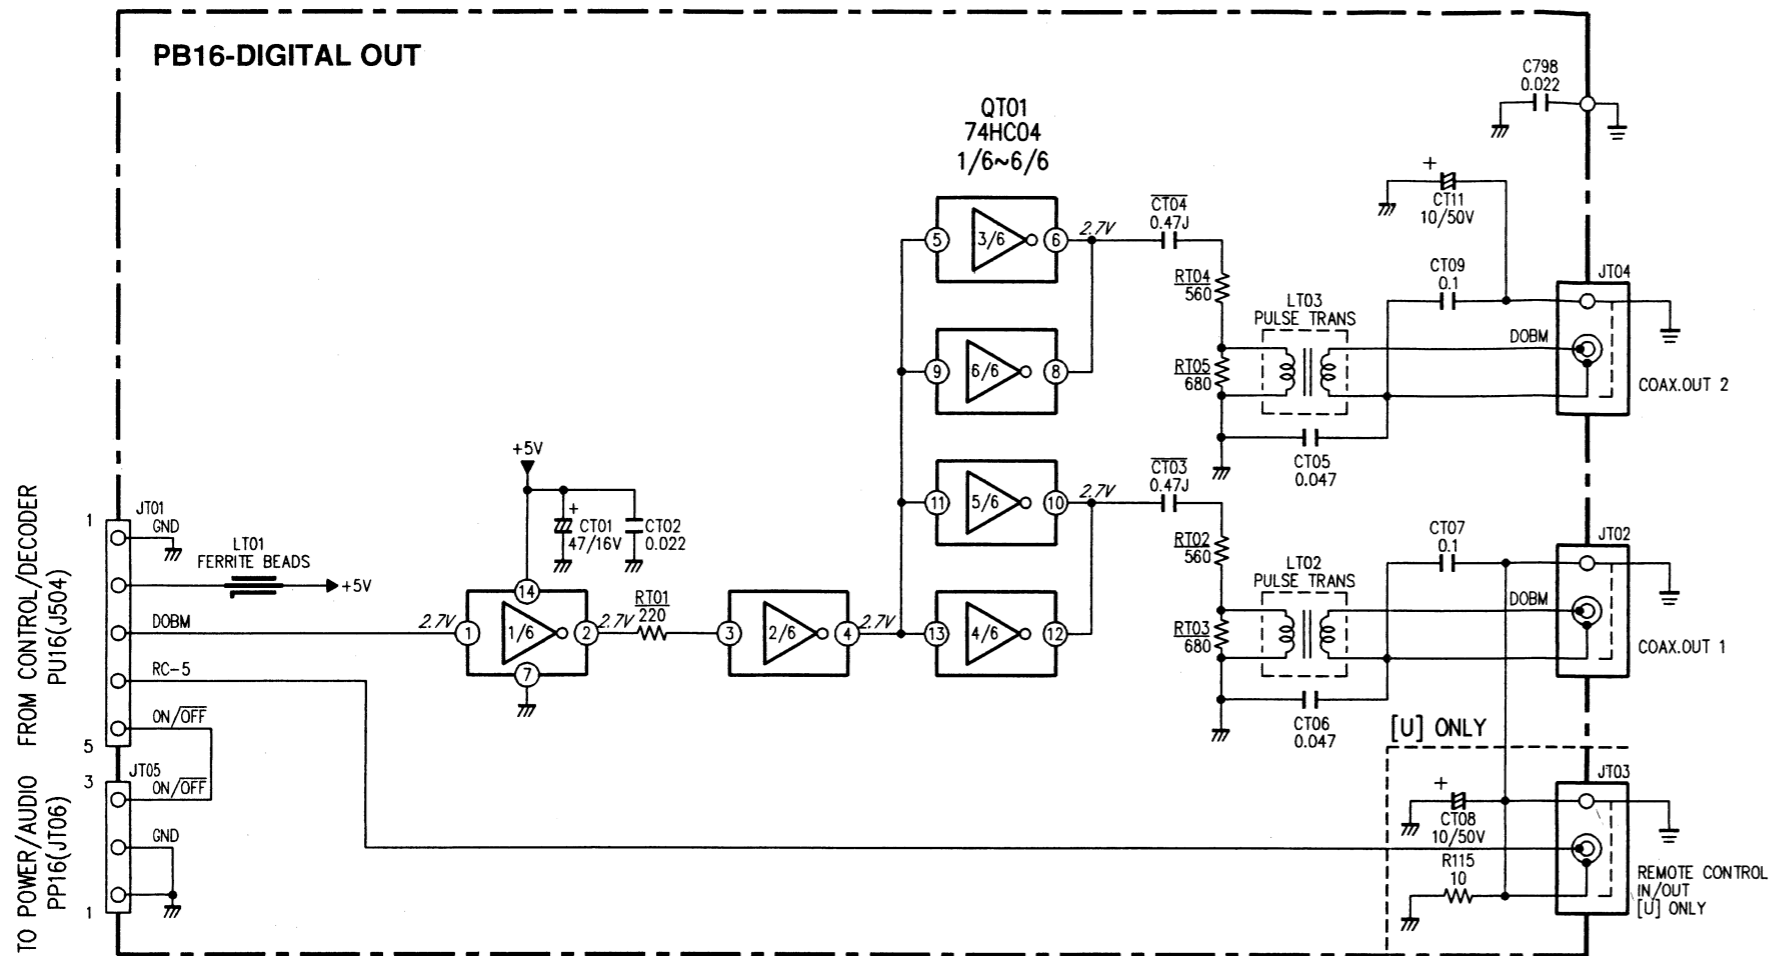 PB16-DIGITAL OUT
C798
0.022
QT01
74HC04
1/6~6/6
+
CT11
10/50V
CT04
0.47J
2.7V
5
3/6
6
RT04
560
CT09
0.1
JT04
LT03
PULSE TRANS
DOBM
9
6/6
8
RT05
680
COAX.OUT 2
CT05
0.047
+5V
CT03
0.47J
2.7V
11
5/6
10
+
CT01
47/16V
CT02
0.022
RT02
560
CT07
0.1
JT02
LT02
PULSE TRANS
DOBM
TO POWER/AUDIO FROM CONTROL/DECODER
PP16(JT06) PU16(J504)
1
JT01
GND
LT01
FERRITE BEADS
+5V
DOBM
2.7V
14
1
1/6
2
7
2.7V
RT01
220
3
2/6
4
2.7V
13
4/6
12
RT03
680
COAX.OUT 1
CT06
0.047
RC-5
ON/OFF
5
3
JT05
ON/OFF
GND
1
[U] ONLY
JT03
+
CT08
10/50V
R115
10
REMOTE CONTROL
IN/OUT
[U] ONLY